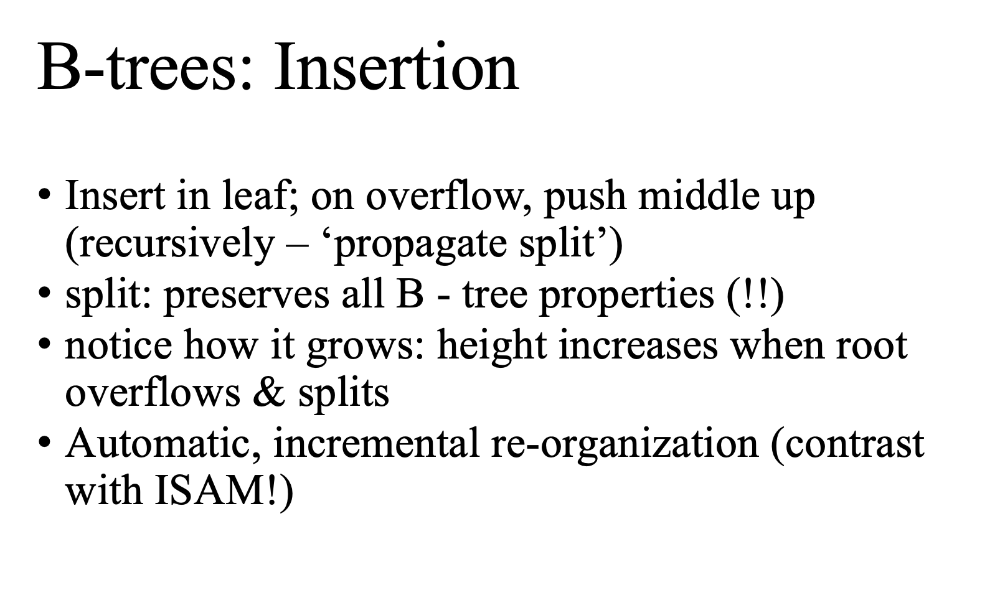 B-trees: Insertion
• Insert in leaf; on overflow, push middle up
(recursively – ‘propagate split’)
• split: preserves all B - tree properties (!!)
• notice how it grows: height increases when root
overflows & splits
• Automatic, incremental re-organization (contrast
with ISAM!)